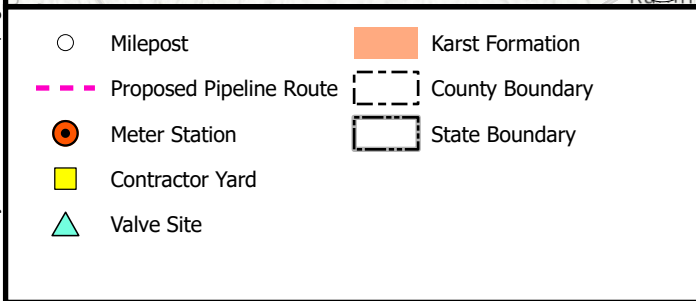 Milepost
Proposed Pipeline Route
Meter Station
Contractor Yard
Valve Site
Karst Formation
County Boundary
State Boundary